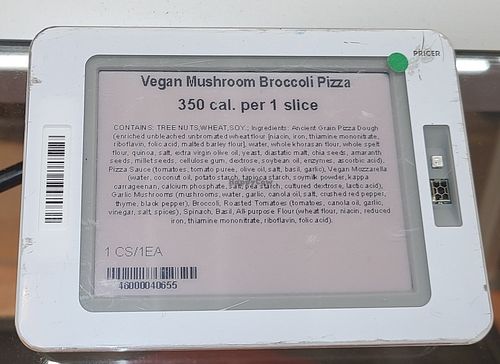 PRICER
Vegan Mushroom Broccoli Pizza
350 cal. per 1 slice
CONTAINS: TREE NUTS,WHEAT,SOY.; Ingredients: Ancient Grain Pizza Dough
(enriched unbleached unbromated wheat flour [niacin, iron, thiamine mononitrate,
riboflavin, folic acid, malted barley flour], water, whole khorasan flour, whole spelt
flour, quinoa, salt, extra virgin olive oil, yeast, diastatic malt, chia seeds, amaranth
seeds, millet seeds, cellulose gum, dextrose, soybean oil, enzymes, ascorbic acid),
Pizza Sauce (tomatoes, tomato puree, olive oil, salt, basil, garlic), Vegan Mozzarella
(water, coconut oil, potato starch, tapioca starch, soymilk powder, kappa
carrageenan, calcium phosphate, salt, pea starch, cultured dextrose, lactic acid),
Garlic Mushrooms (mushrooms, water, garlic, canola oil, salt, crushed red pepper,
thyme, black pepper), Broccoli, Roasted Tomatoes (tomatoes, canola oil, garlic,
vinegar, salt, spices), Spinach, Basil, All-purpose Flour (wheat flour, niacin, reduced
iron, thiamine mononitrate, riboflavin, folic acid).
1 CS/1EA
46000040655